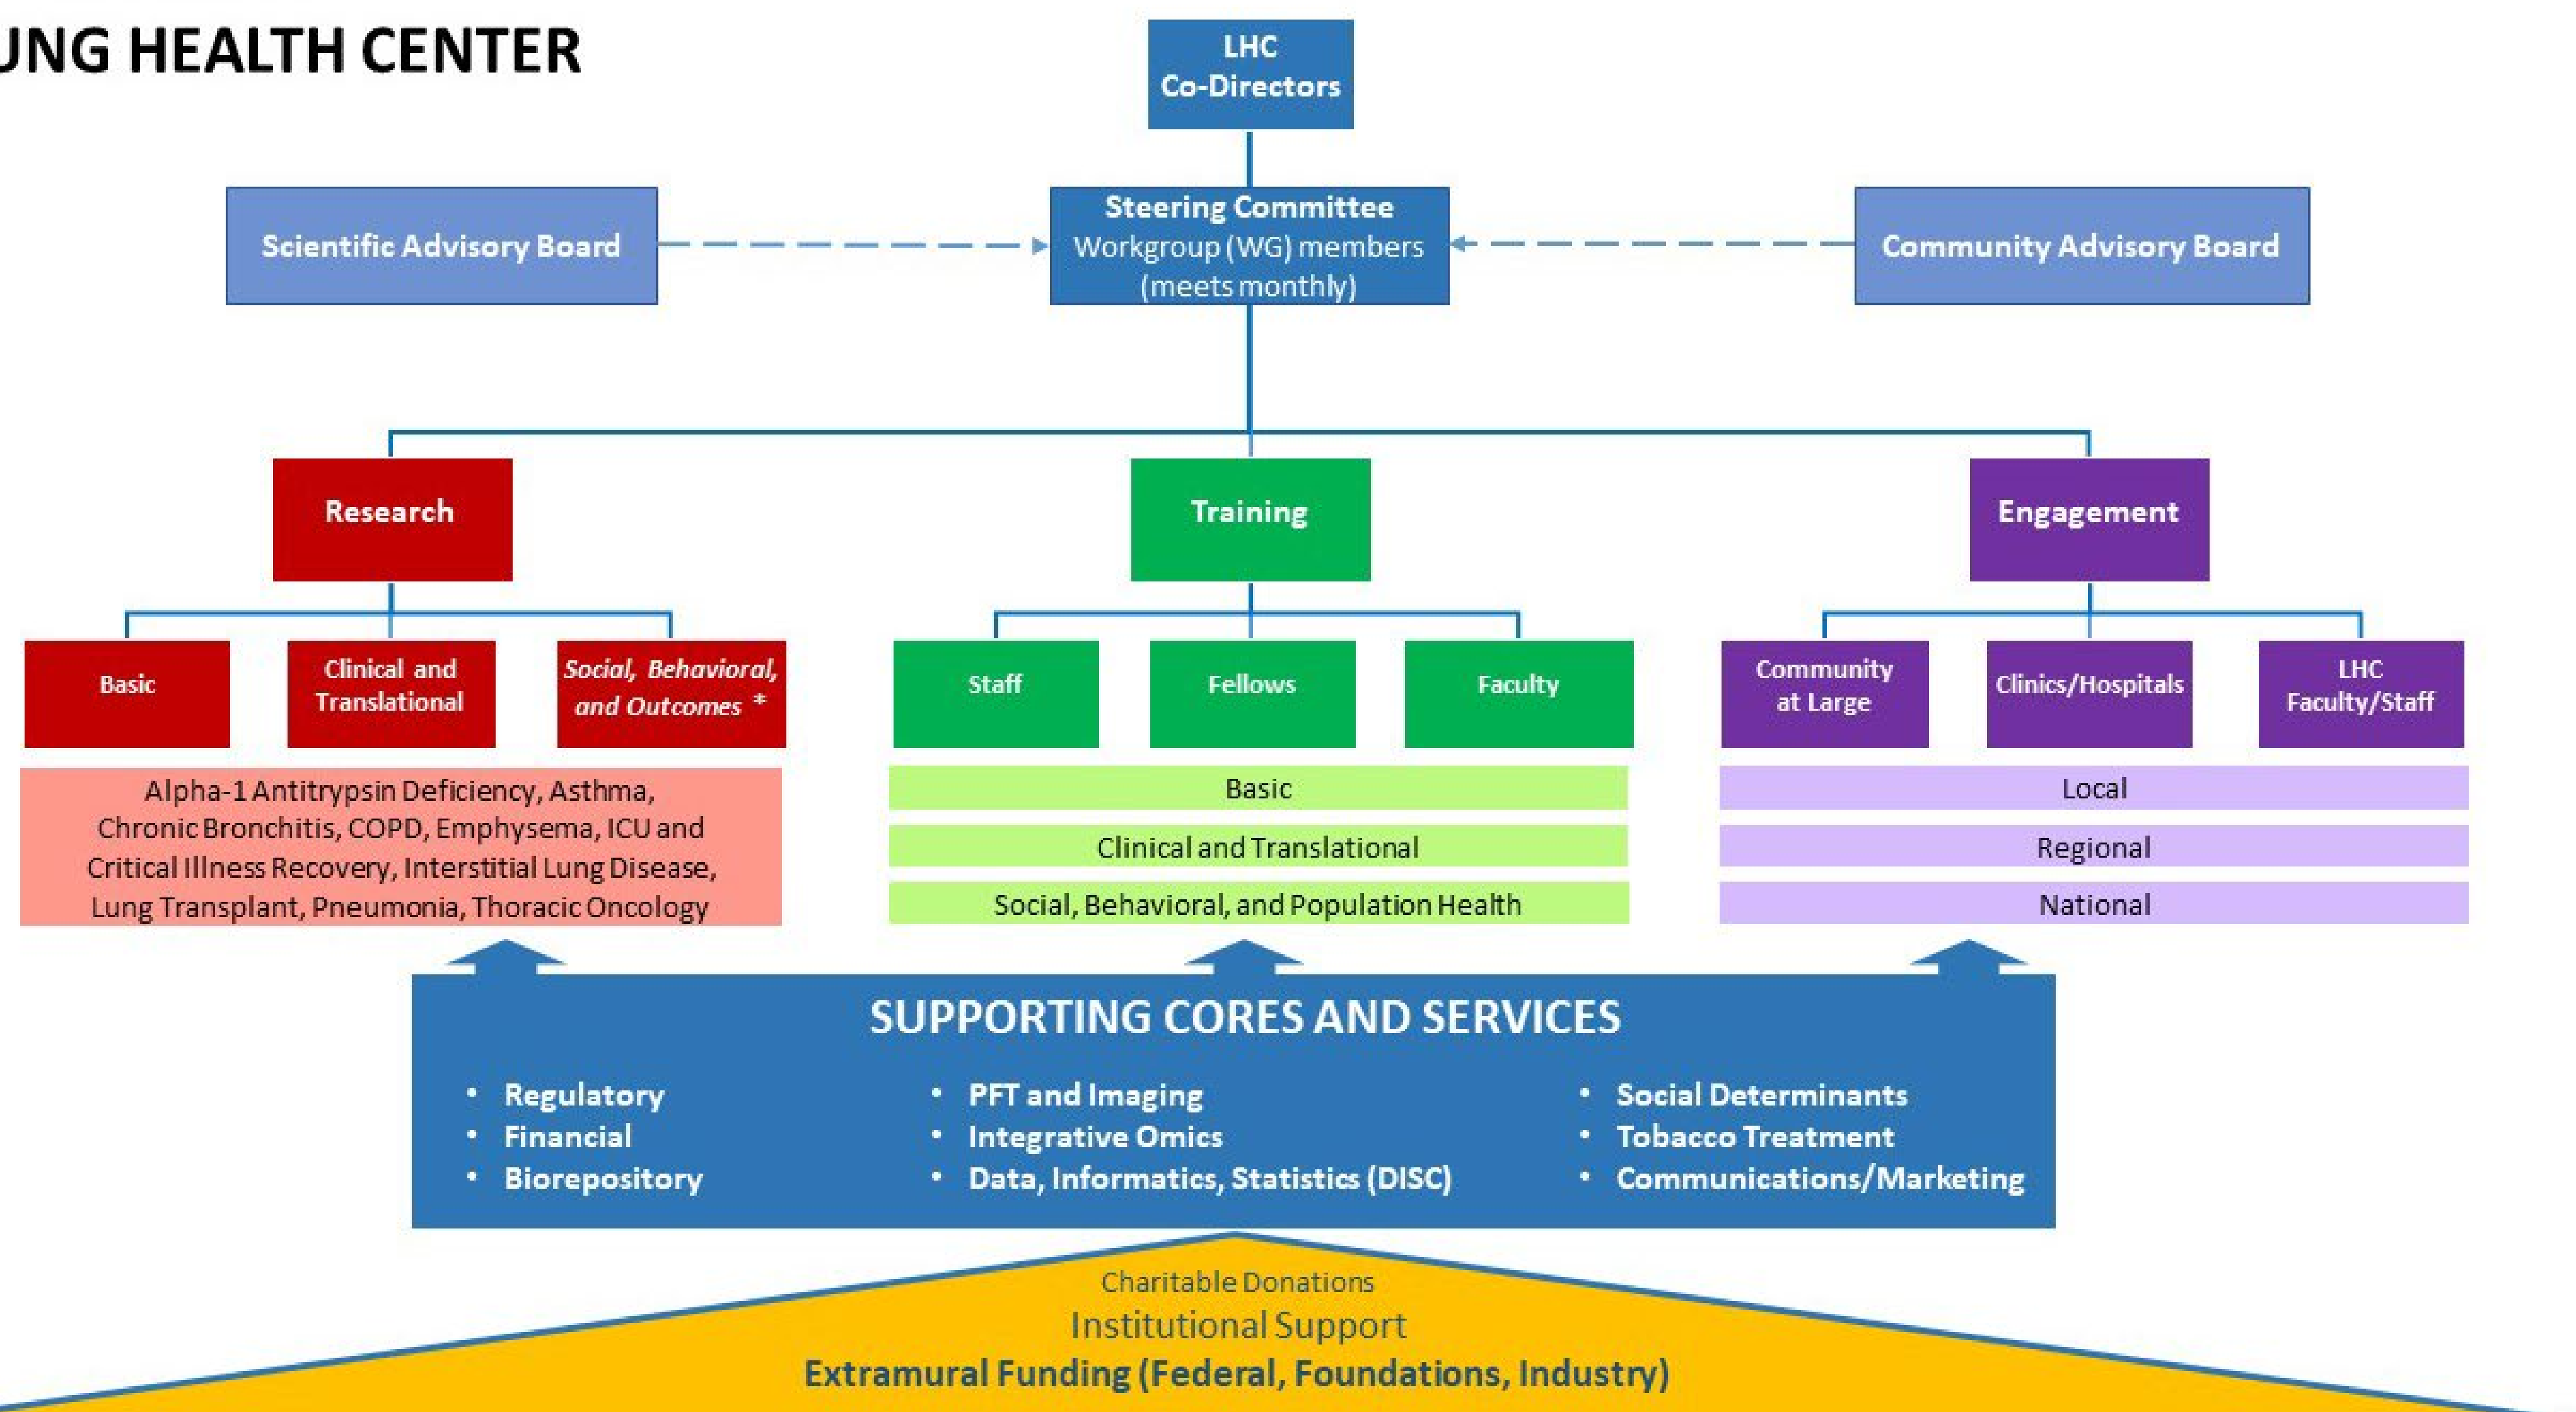 UNG HEALTH CENTER
LHC
Co-Directors
Scientific Advisory Board
Steering Committee
Workgroup (WG) members
(meets monthly)
Community Advisory Board
Research
Training
Engagement
Basic
Clinical and
Translational
Social, Behavioral,
and Outcomes *
Staff
Fellows
Faculty
Community
at Large
Clinics/Hospitals
LHC
Faculty/Staff
Alpha-1 Antitrypsin Deficiency, Asthma,
Chronic Bronchitis, COPD, Emphysema, ICU and
Critical Illness Recovery, Interstitial Lung Disease,
Lung Transplant, Pneumonia, Thoracic Oncology
Basic
Clinical and Translational
Social, Behavioral, and Population Health
Local
Regional
National
SUPPORTING CORES AND SERVICES
• Regulatory
• Financial
• Biorepository
• PFT and Imaging
• Integrative Omics
• Data, Informatics, Statistics (DISC)
• Social Determinants
• Tobacco Treatment
• Communications/Marketing
Charitable Donations
Institutional Support
Extramural Funding (Federal, Foundations, Industry)